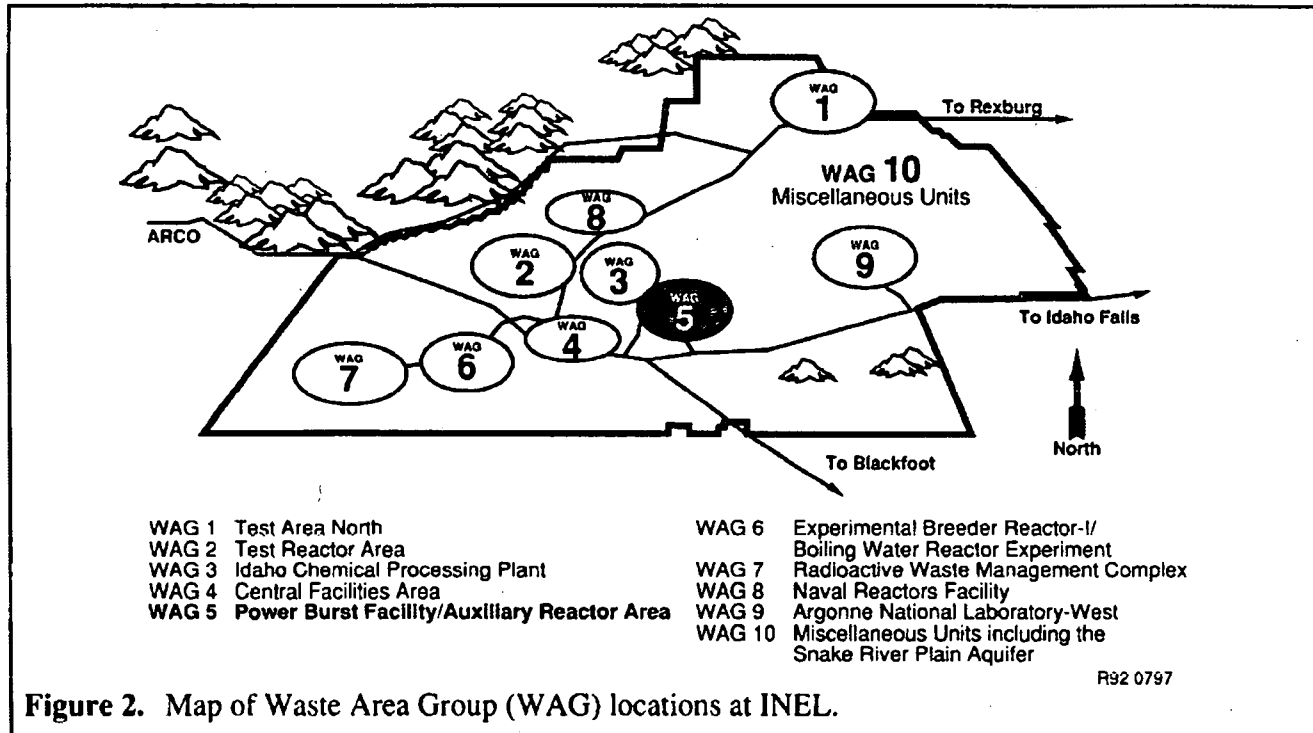 WAG
1
To Rexburg
WAG 10
Miscellaneous Units
WAG
8
ARCO
WAG
2
WAG
3
WAG
9
WAG
5
To Idaho Falls
WAG
4
WAG
6
WAG
7
North
To Blackfoot
WAG 1 Test Area North
WAG 2 Test Reactor Area
WAG 3 Idaho Chemical Processing Plant
WAG 4 Central Facilities Area
WAG 5 Power Burst Facility/Auxiliary Reactor Area
WAG 6 Experimental Breeder Reactor-I/
Boiling Water Reactor Experiment
WAG 7 Radioactive Waste Management Complex
WAG 8 Naval Reactors Facility
WAG 9 Argonne National Laboratory-West
WAG 10 Miscellaneous Units including the
Snake River Plain Aquifer
R92 0797
Figure 2. Map of Waste Area Group (WAG) locations at INEL.